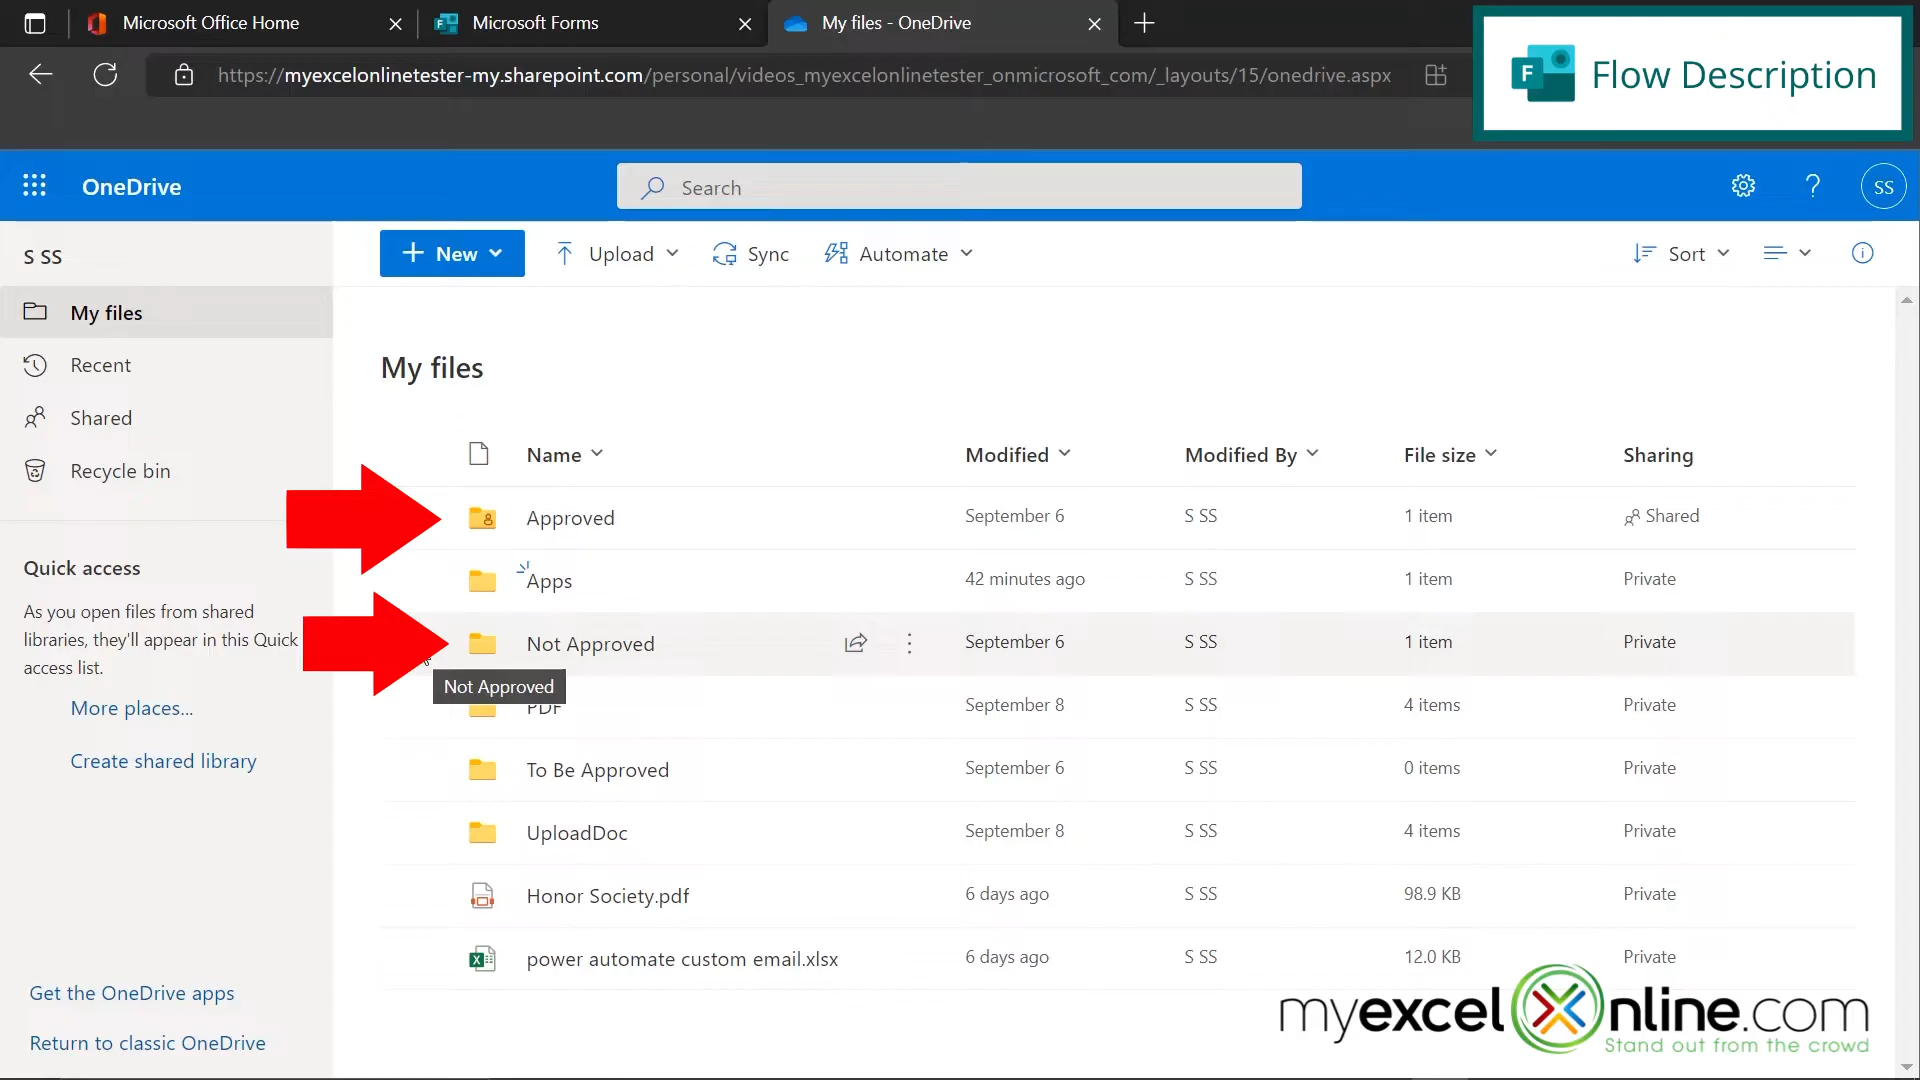 Microsoft Office Home
Microsoft Forms
My files - OneDrive
https://myexcelonlinetester-my.sharepoint.com/personal/videos_myexcelonlinetester_onmicrosoft_com/_layouts/15/onedrive.aspx
F Flow Description
OneDrive
Search
? SS
S SS
New
Upload
Sync
Automate
Sort
My files
Recent
Shared
Recycle bin
Quick access
As you open files from shared
libraries, they'll appear in this Quick
access list.
More places...
Create shared library
Get the OneDrive apps
Return to classic OneDrive
My files
Name Modified Modified By File size Sharing
Approved September 6 S SS 1 item Shared
Apps 42 minutes ago S SS 1 item Private
Not Approved September 6 S SS 1 item Private
Not Approved
PDF September 8 S SS 4 items Private
To Be Approved September 6 S SS 0 items Private
UploadDoc September 8 S SS 4 items Private
Honor Society.pdf 6 days ago S SS 98.9 KB Private
power automate custom email.xlsx 6 days ago S SS 12.0 KB Private
myexcelOnline.com
Stand out from the crowd